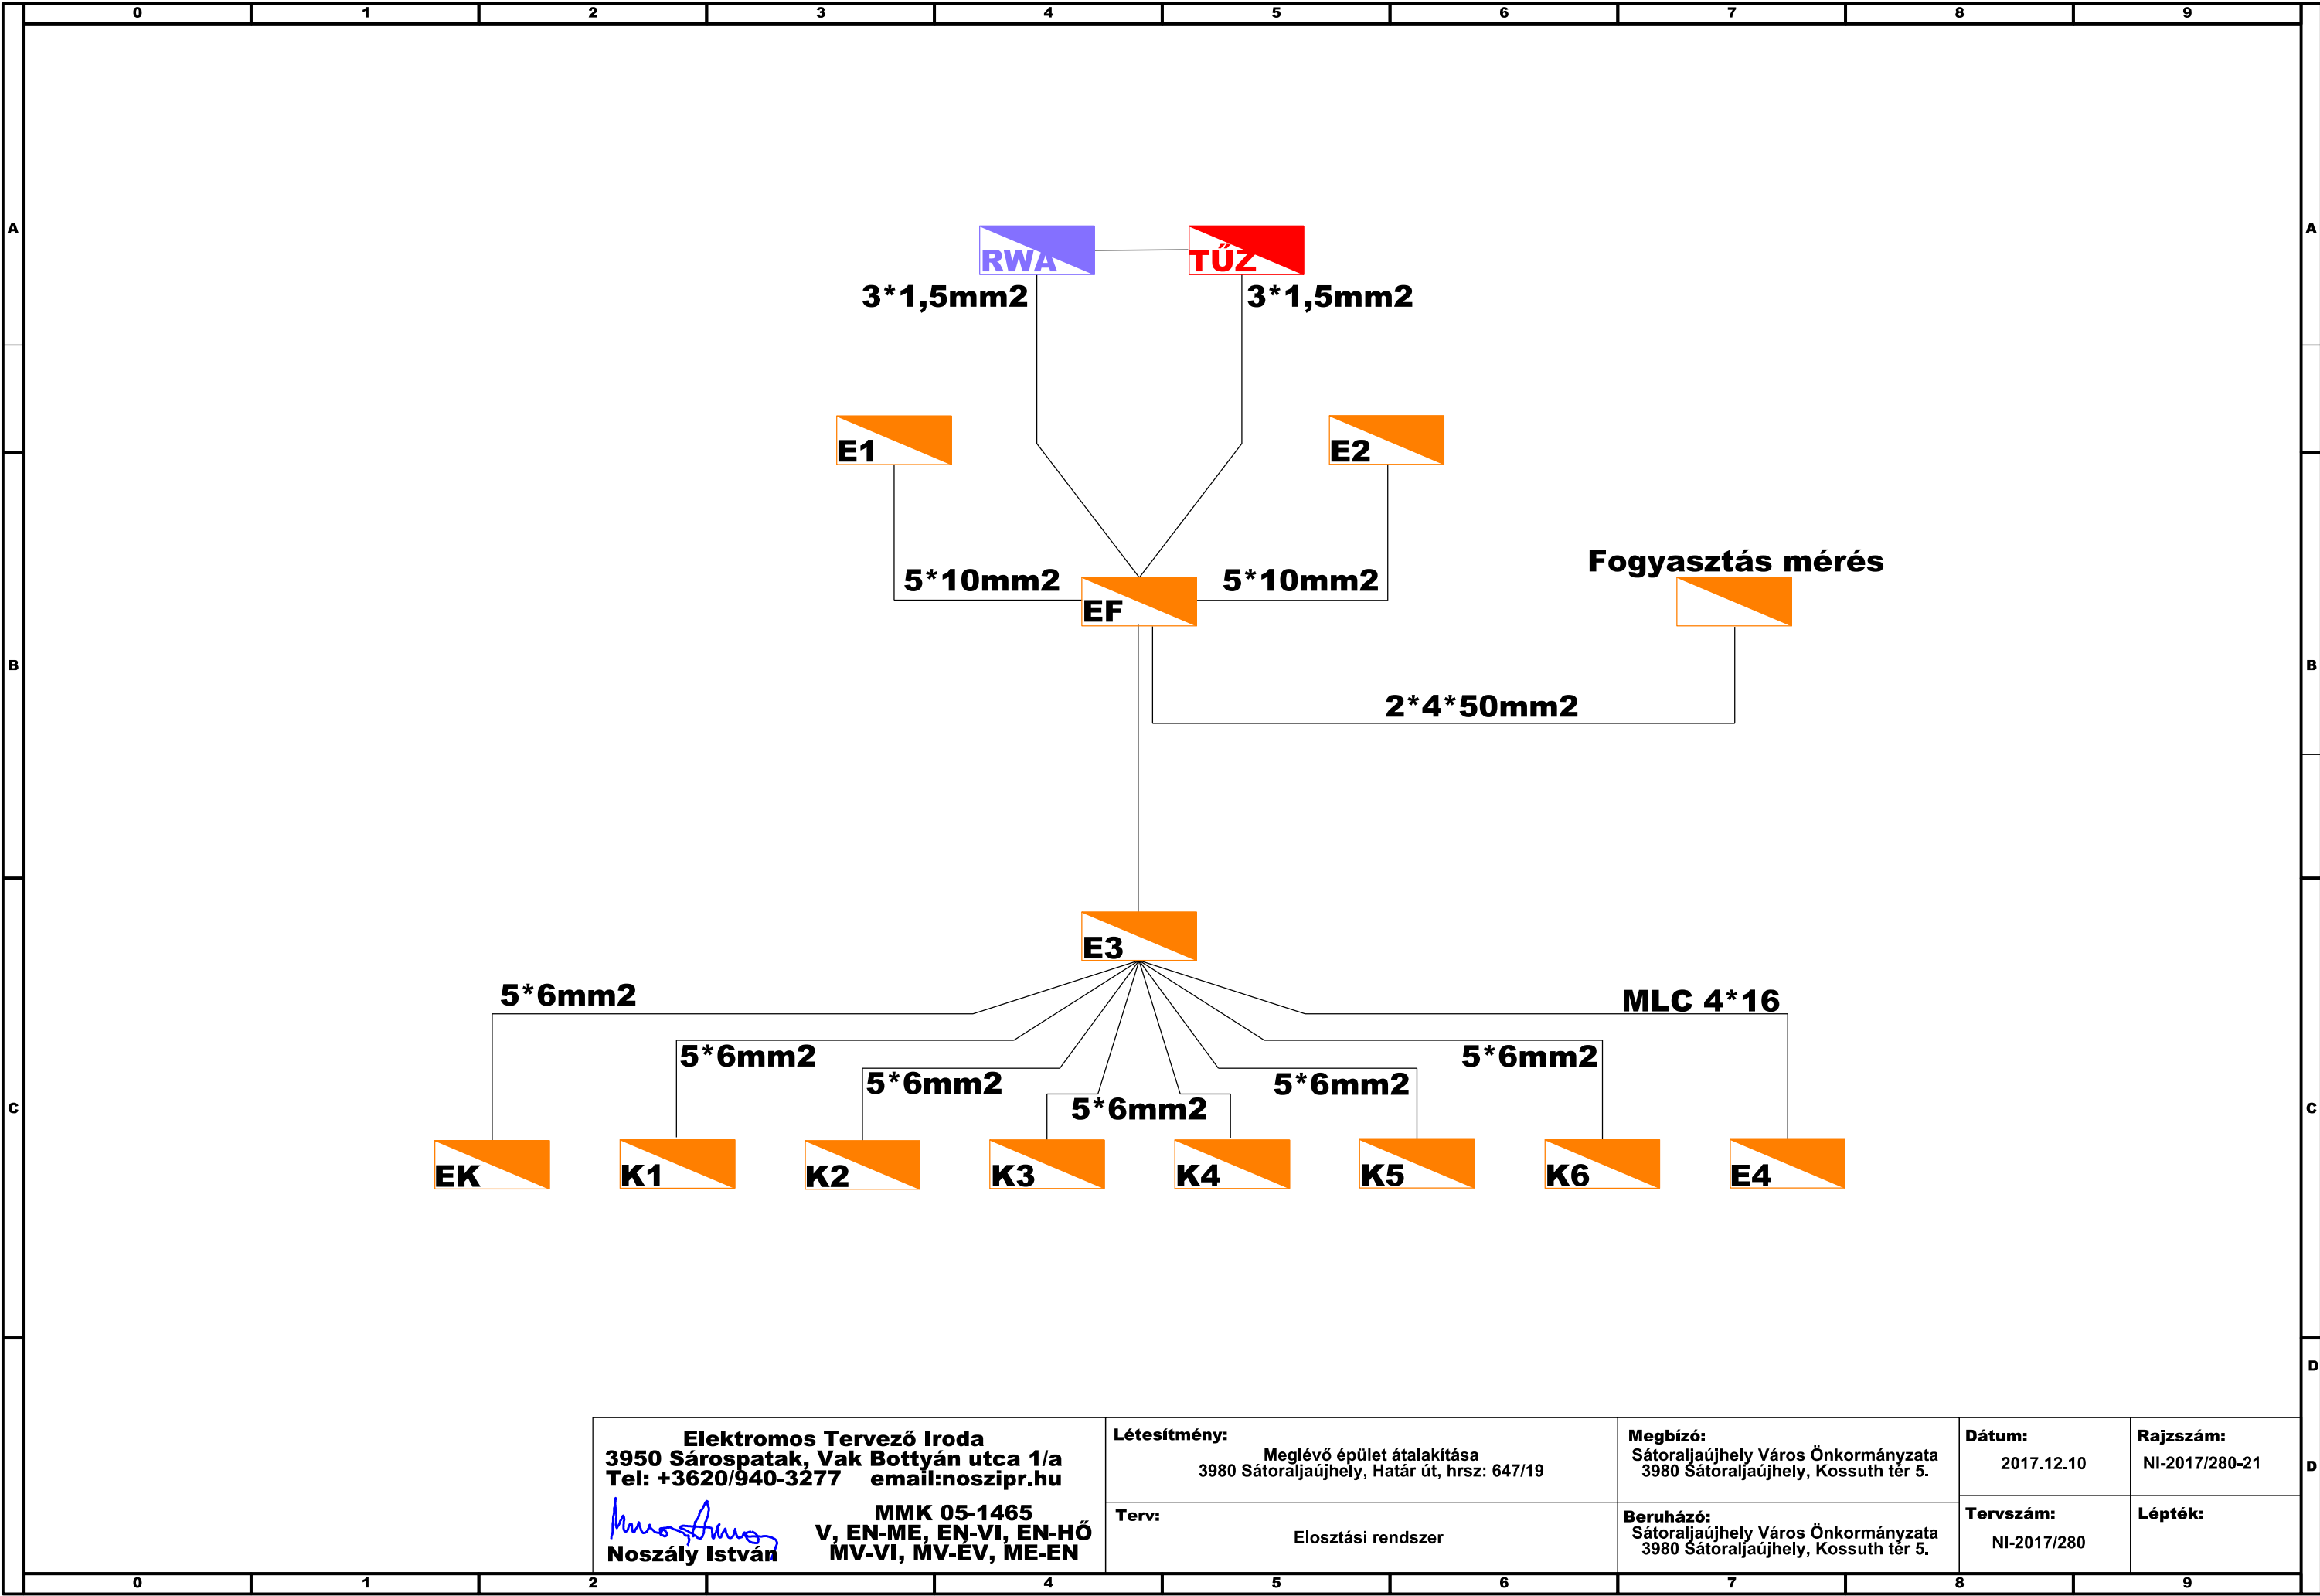 0 1 2 3 4 5 6 7 8 9
A A
RWA TŰZ
3*1,5mm2 3*1,5mm2
E1 E2
Fogyasztás mérés
5*10mm2 5*10mm2
EF
B B
2*4*50mm2
E3
5*6mm2 MLC 4*16
5*6mm2 5*6mm2
5*6mm2 5*6mm2
5*6mm2
C C
EK K1 K2 K3 K4 K5 K6 E4
D
Elektromos Tervező Iroda
3950 Sárospatak, Vak Bottyán utca 1/a
Tel: +3620/940-3277 email:noszipr.hu
MMK 05-1465
V, EN-ME, EN-VI, EN-HŐ
MV-VI, MV-ÉV, ME-EN
Noszály István
Létesítmény:
Meglévő épület átalakítása
3980 Sátoraljaújhely, Határ út, hrsz: 647/19
Terv:
Elosztási rendszer
Megbízó:
Sátoraljaújhely Város Önkormányzata
3980 Sátoraljaújhely, Kossuth tér 5.
Beruházó:
Sátoraljaújhely Város Önkormányzata
3980 Sátoraljaújhely, Kossuth tér 5.
Dátum:
2017.12.10
Tervszám:
NI-2017/280
Rajzszám:
NI-2017/280-21
Lépték:
D
0 1 2 3 4 5 6 7 8 9